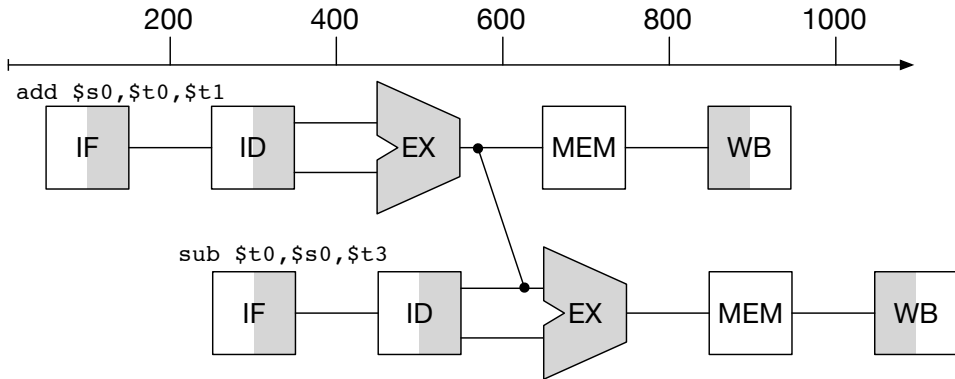 200 400 600 800 1000
add $s0,$t0,$t1
IF ID EX MEM WB
sub $t0,$s0,$t3
IF ID EX MEM WB